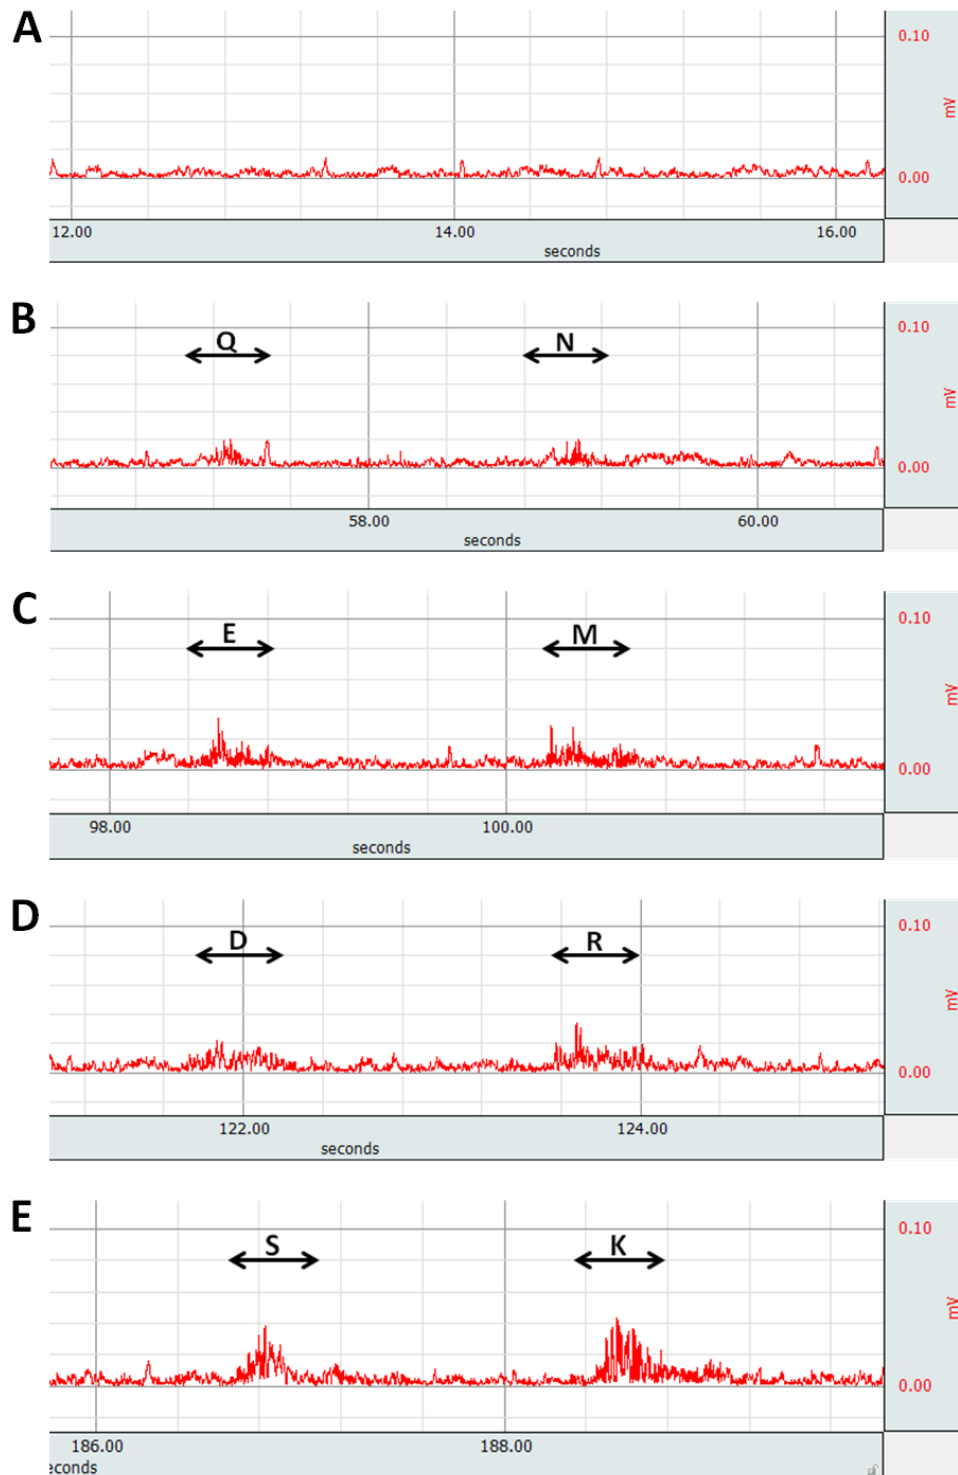 A
0.10
mV
0.00
12.00 14.00 16.00
seconds
B
Q N
0.10
mV
0.00
58.00 60.00
seconds
C
E M
0.10
mV
0.00
98.00 100.00
seconds
D
D R
0.10
mV
0.00
122.00 124.00
seconds
E
S K
0.10
mV
0.00
186.00 188.00
econds